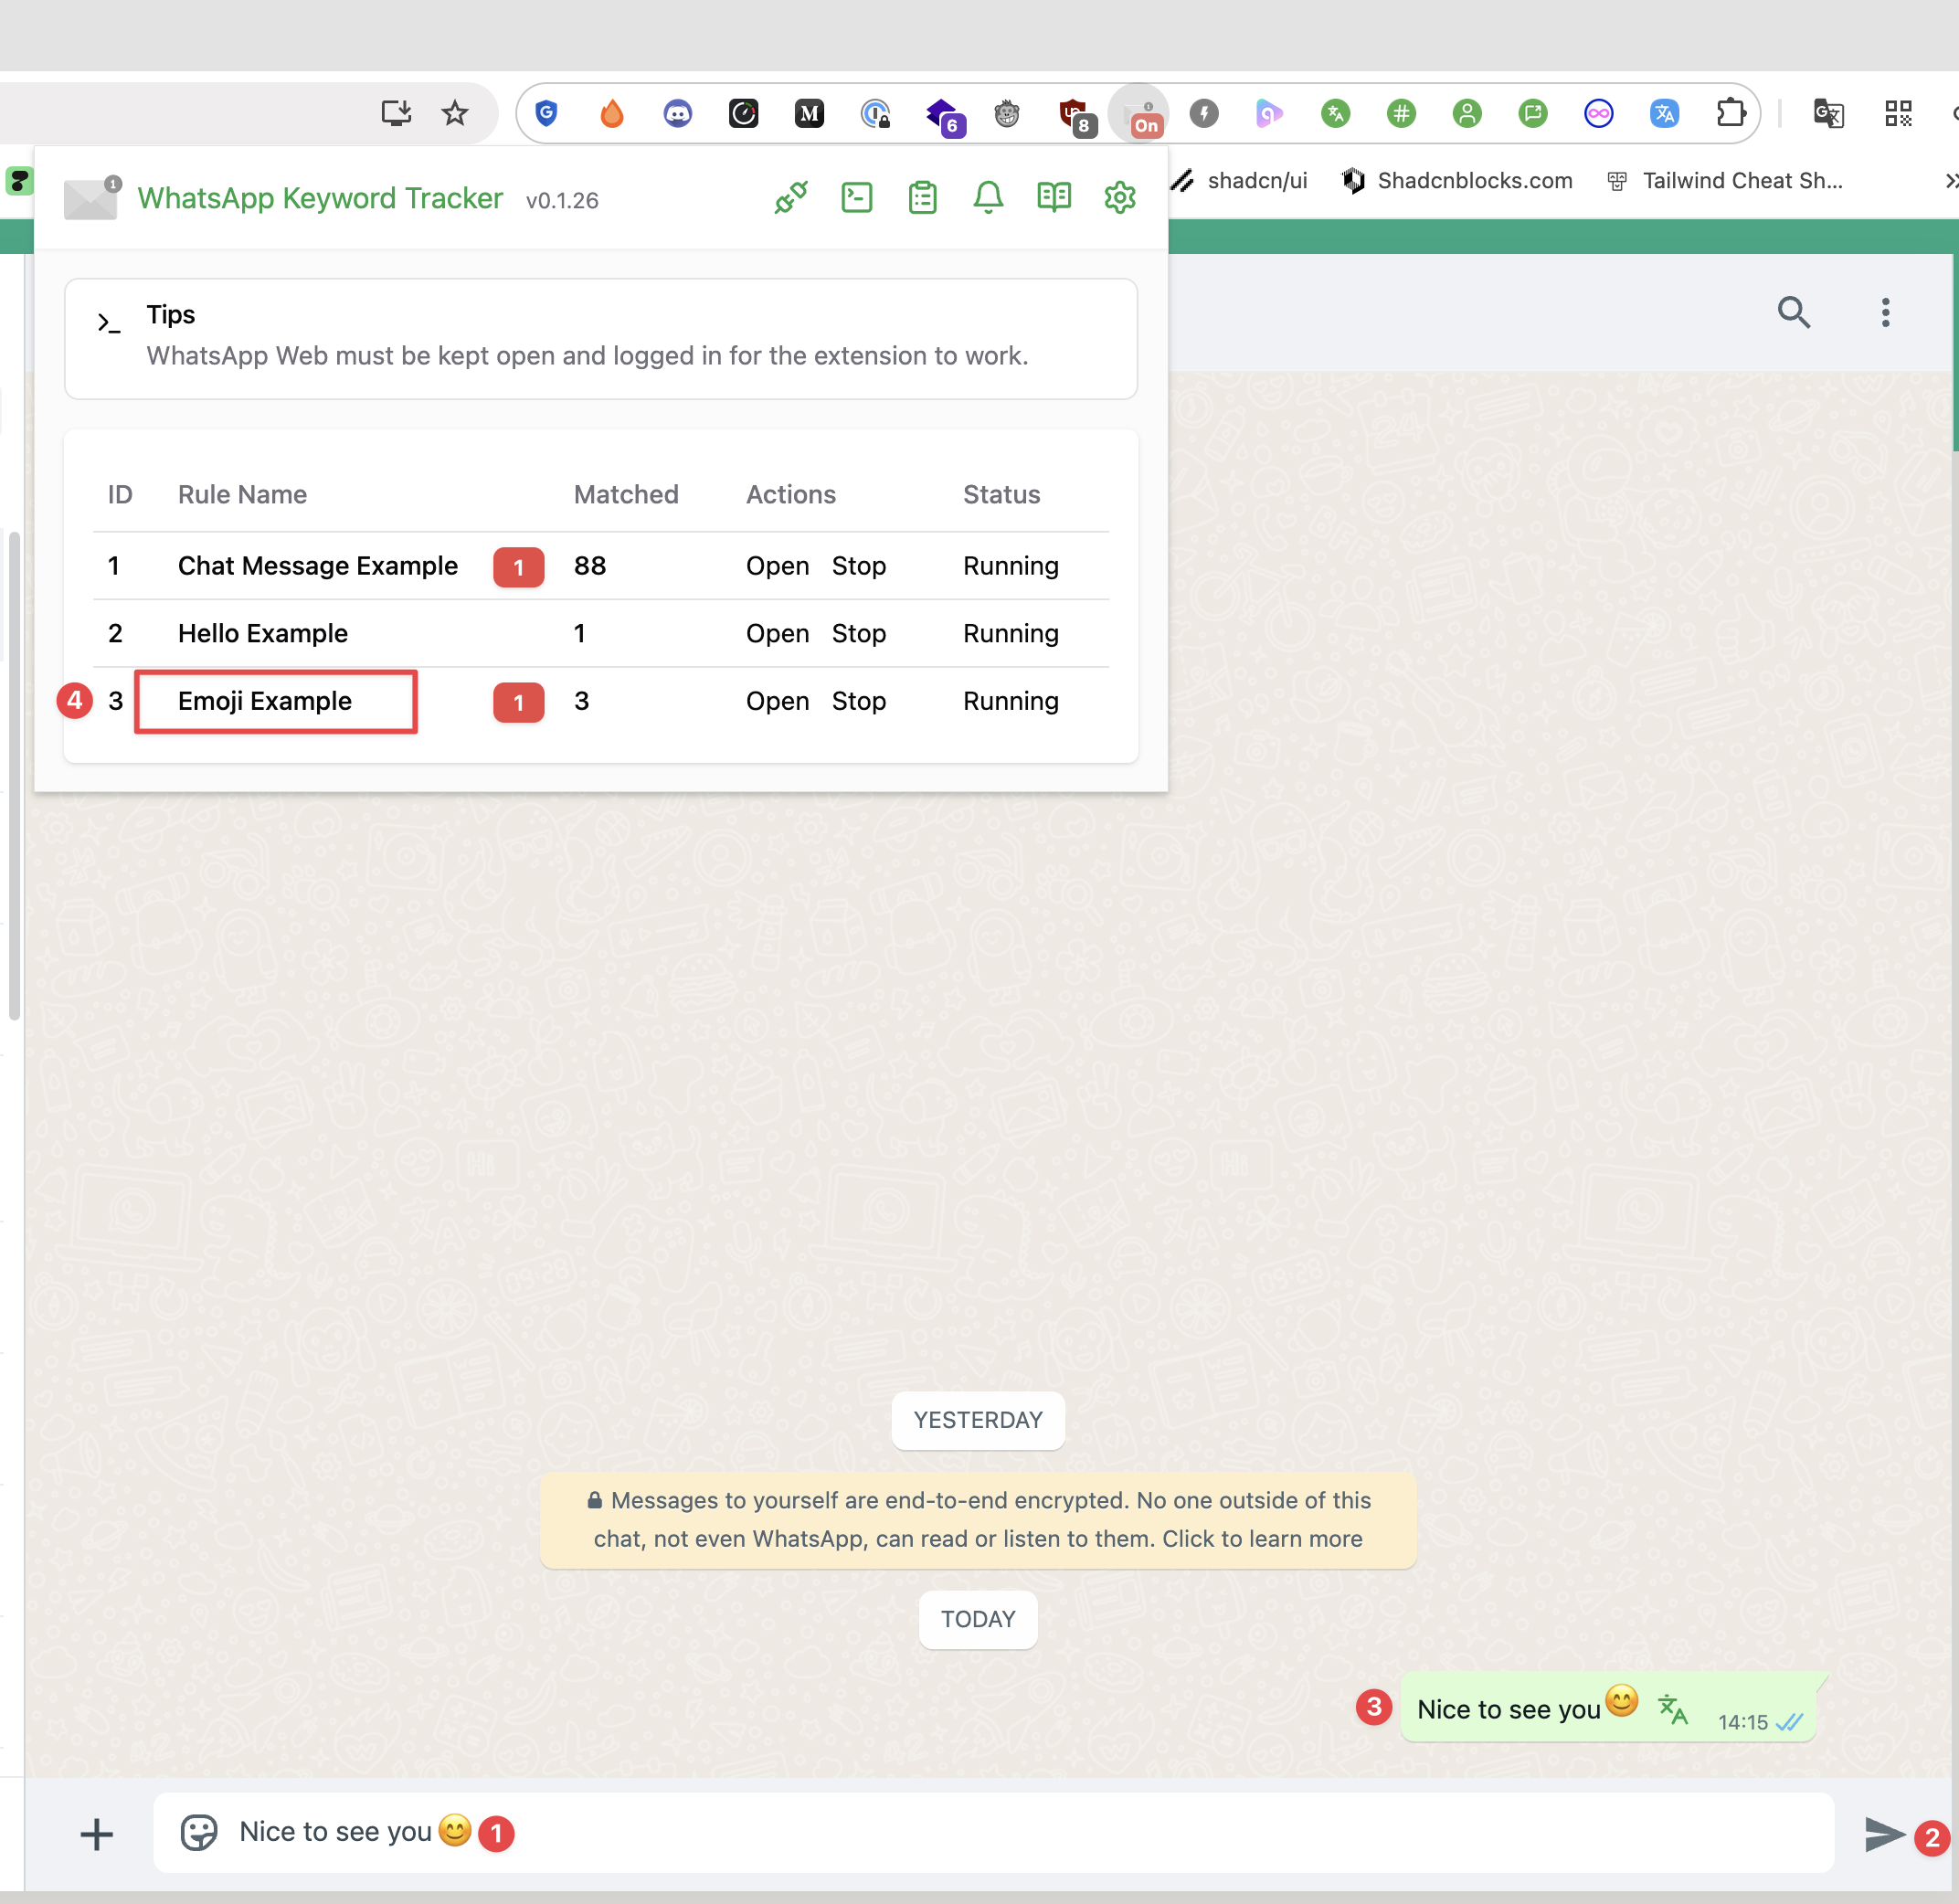 6
8
On
1
WhatsApp Keyword Tracker v0.1.26
shadcn/ui
Shadcnblocks.com
Tailwind Cheat Sh...
Tips
WhatsApp Web must be kept open and logged in for the extension to work.
ID Rule Name Matched Actions Status
1 Chat Message Example 1 88 Open Stop Running
2 Hello Example 1 Open Stop Running
4 3 Emoji Example 1 3 Open Stop Running
YESTERDAY
Messages to yourself are end-to-end encrypted. No one outside of this
chat, not even WhatsApp, can read or listen to them. Click to learn more
TODAY
3 Nice to see you😊 14:15
Nice to see you😊 1
2